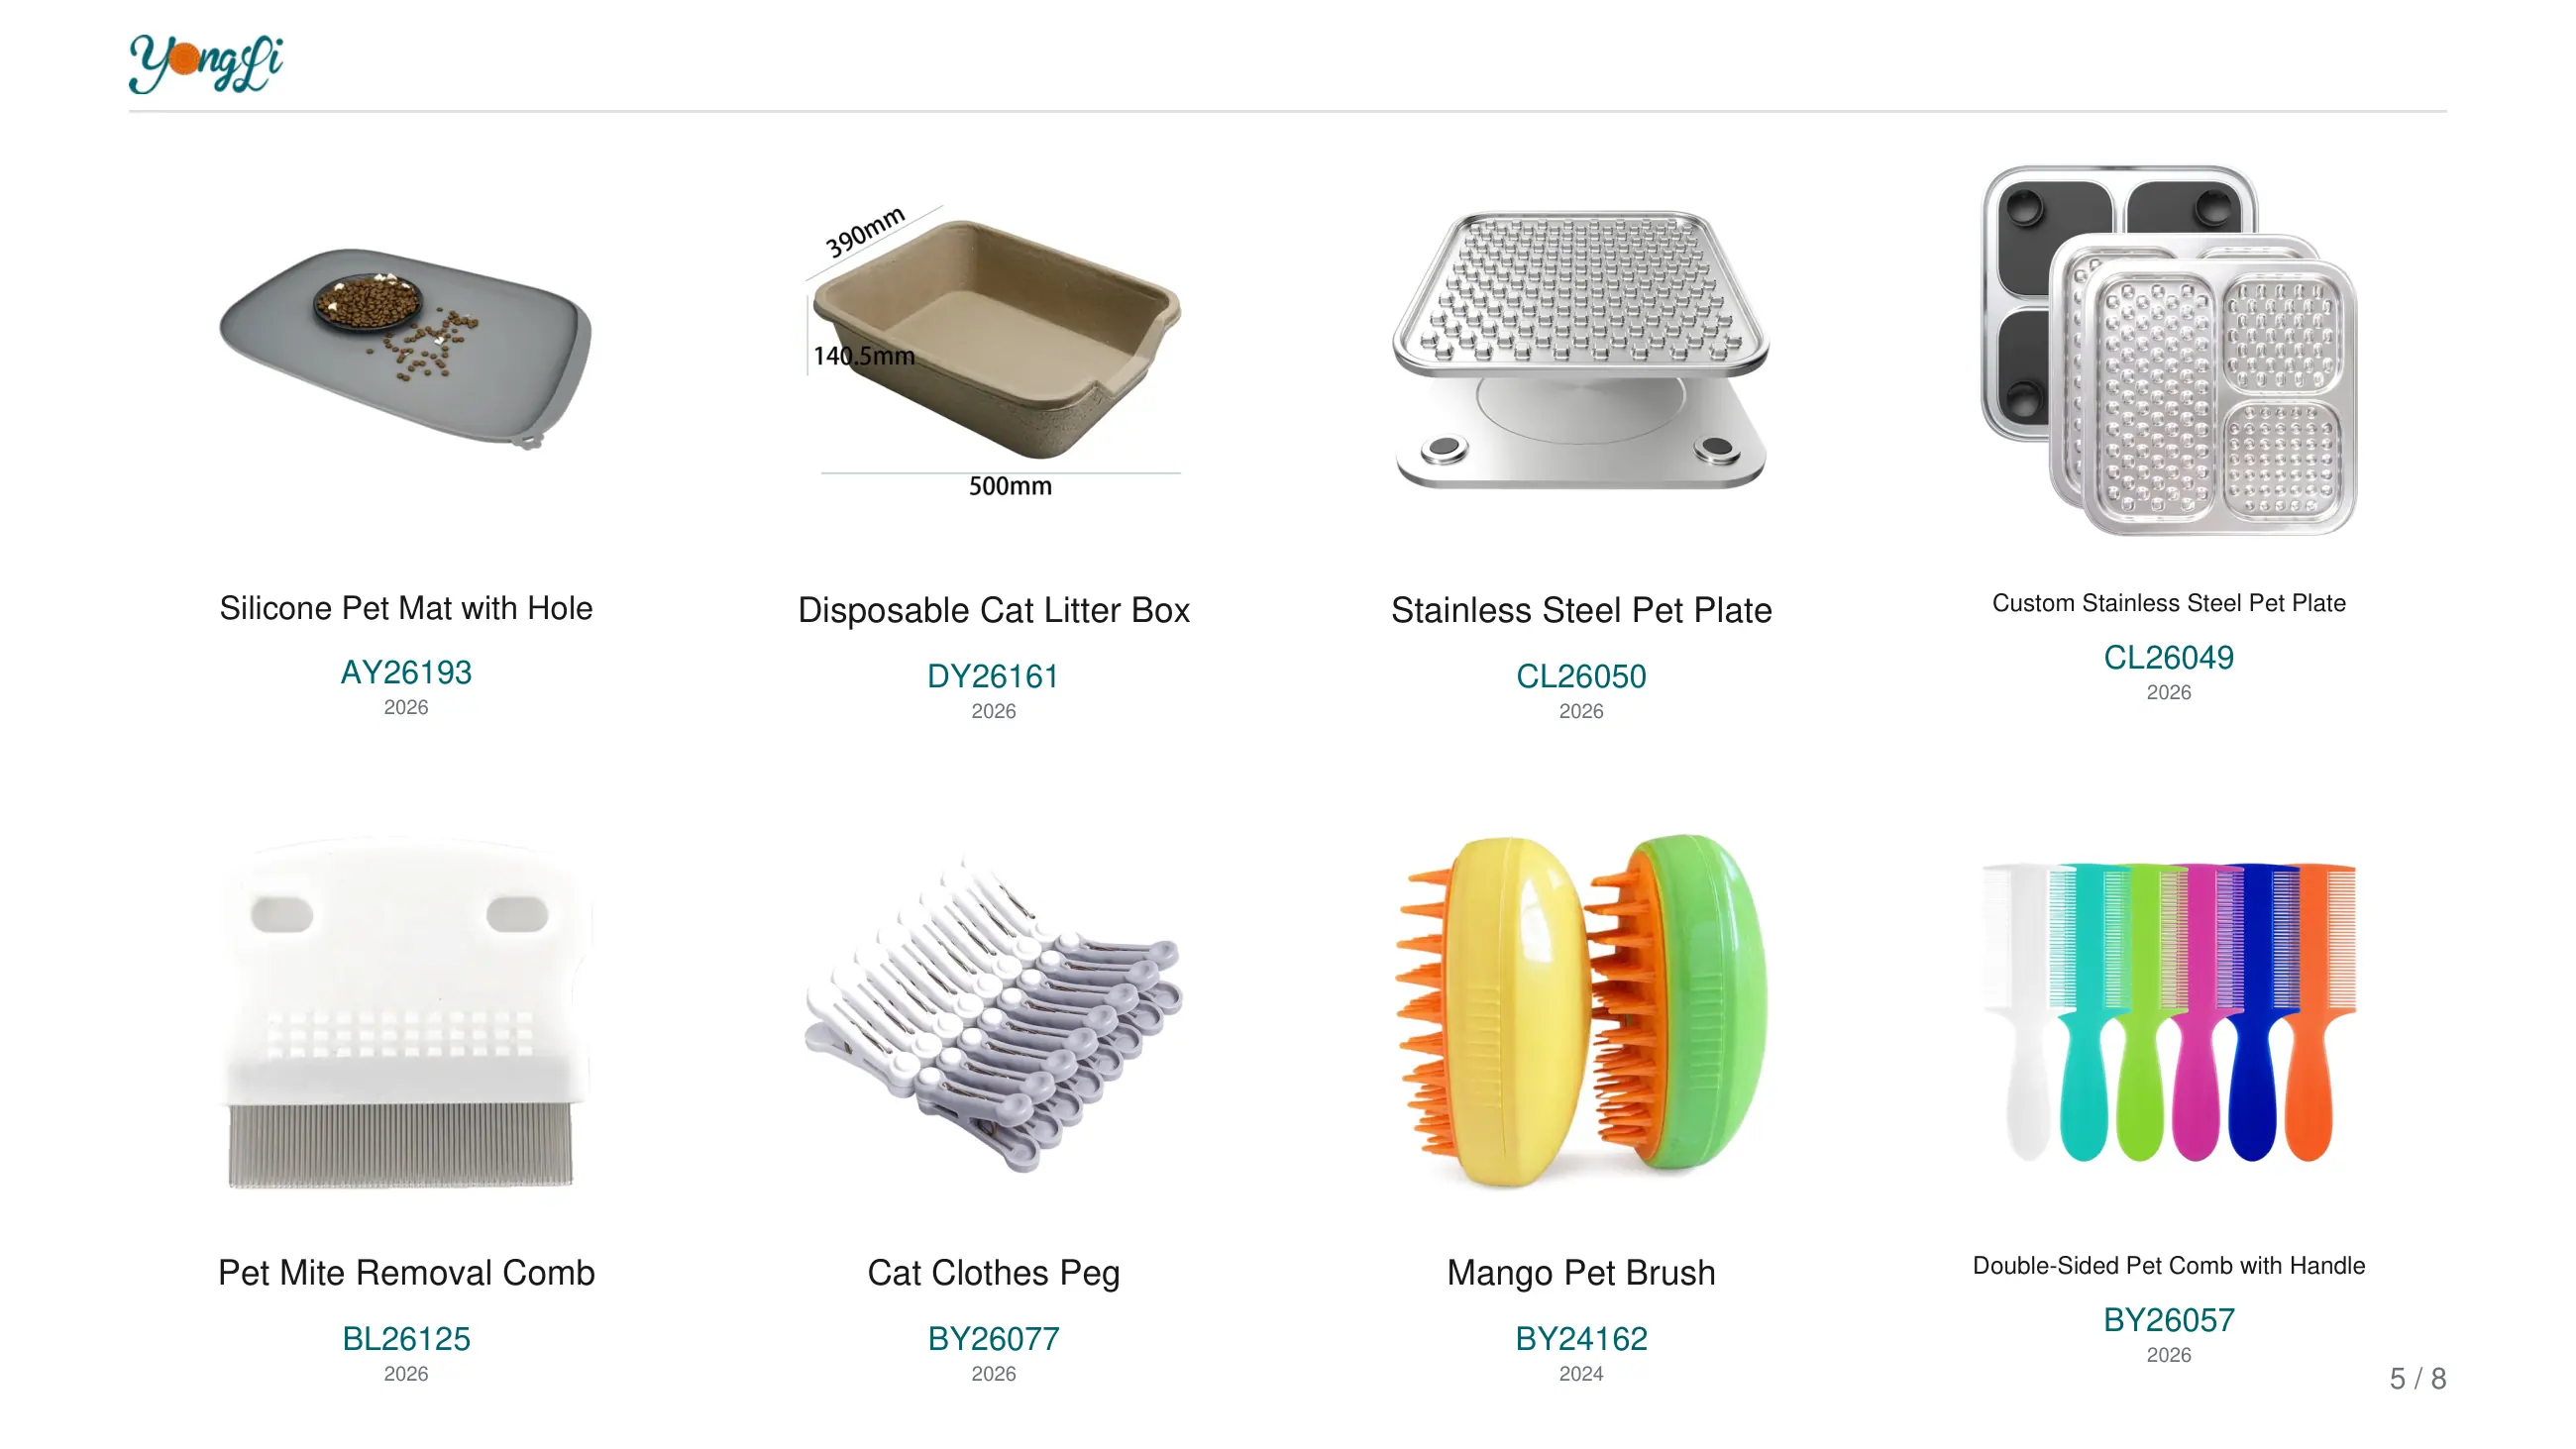 YongLi
390mm
140.5mm
500mm
Silicone Pet Mat with Hole
AY26193
2026
Disposable Cat Litter Box
DY26161
2026
Stainless Steel Pet Plate
CL26050
2026
Custom Stainless Steel Pet Plate
CL26049
2026
Pet Mite Removal Comb
BL26125
2026
Cat Clothes Peg
BY26077
2026
Mango Pet Brush
BY24162
2024
Double-Sided Pet Comb with Handle
BY26057
2026
5 / 8